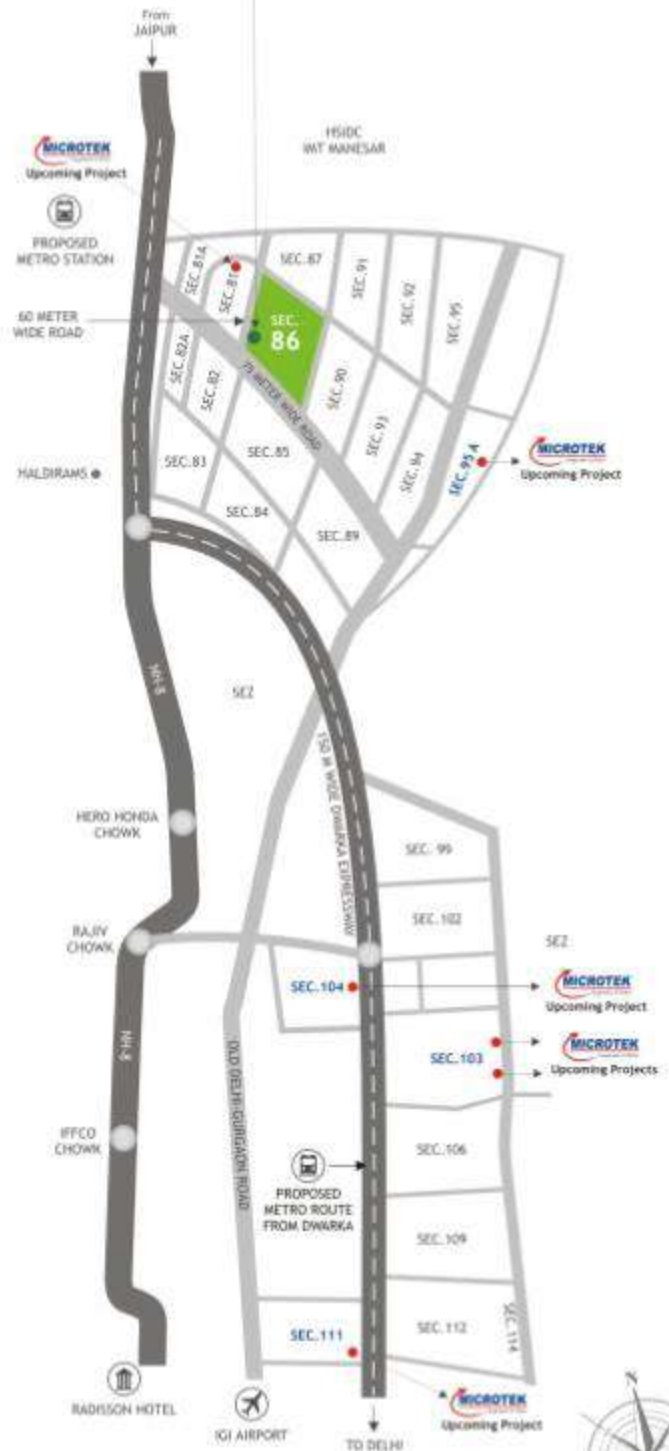 From
JAIPUR
HSIDC
IMT MANESAR
MICROTEK
Upcoming Project
PROPOSED
METRO STATION
SEC.81A
SEC.81
SEC.87
SEC.91
SEC.92
SEC.95
60 METER
WIDE ROAD
SEC.
86
SEC.82A
SEC.82
75 METER WIDE ROAD
SEC.90
SEC.93
SEC.94
SEC.95 A
MICROTEK
Upcoming Project
HALDIRAMS
SEC.83
SEC.85
SEC.84
SEC.89
NH-8
SEZ
150 M WIDE DWARKA EXPRESSWAY
HERO HONDA
CHOWK
SEC. 99
SEC.102
RAJIV
CHOWK
SEZ
SEC.104
MICROTEK
Upcoming Project
SEC.103
MICROTEK
Upcoming Projects
NH-8
OLD DELHI GURGAON ROAD
IFFCO
CHOWK
SEC.106
PROPOSED
METRO ROUTE
FROM DWARKA
SEC.109
SEC.111
SEC.112
SEC.114
RADISSON HOTEL
IGI AIRPORT
TO DELHI
MICROTEK
Upcoming Project
N